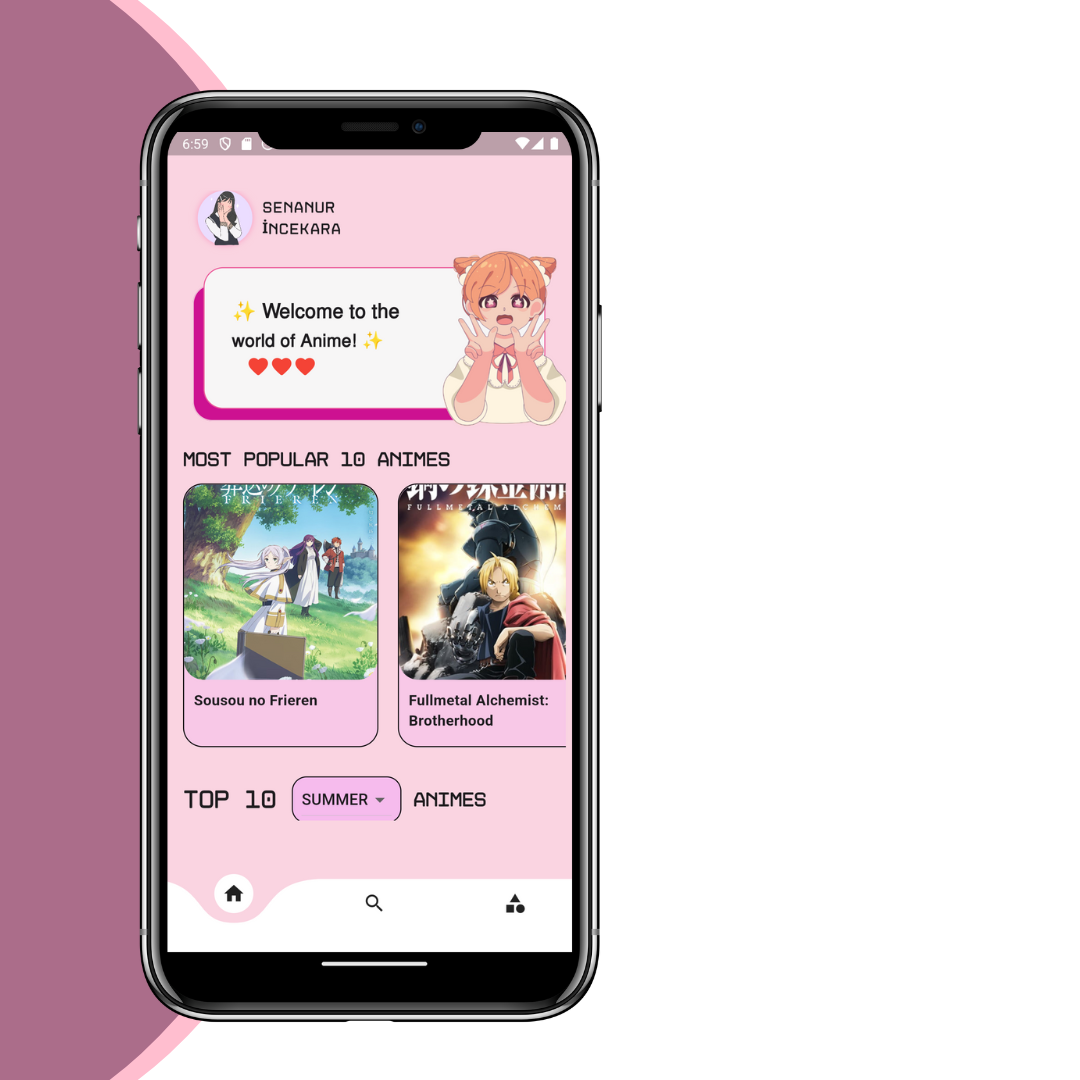 6:59
SENANUR
İNCEKARA
✨ Welcome to the
world of Anime! ✨
❤️❤️❤️
MOST POPULAR 10 ANIMES
FRIEREN
FULLMETAL ALCHEM
Sousou no Frieren
Fullmetal Alchemist:
Brotherhood
TOP 10 SUMMER ANIMES